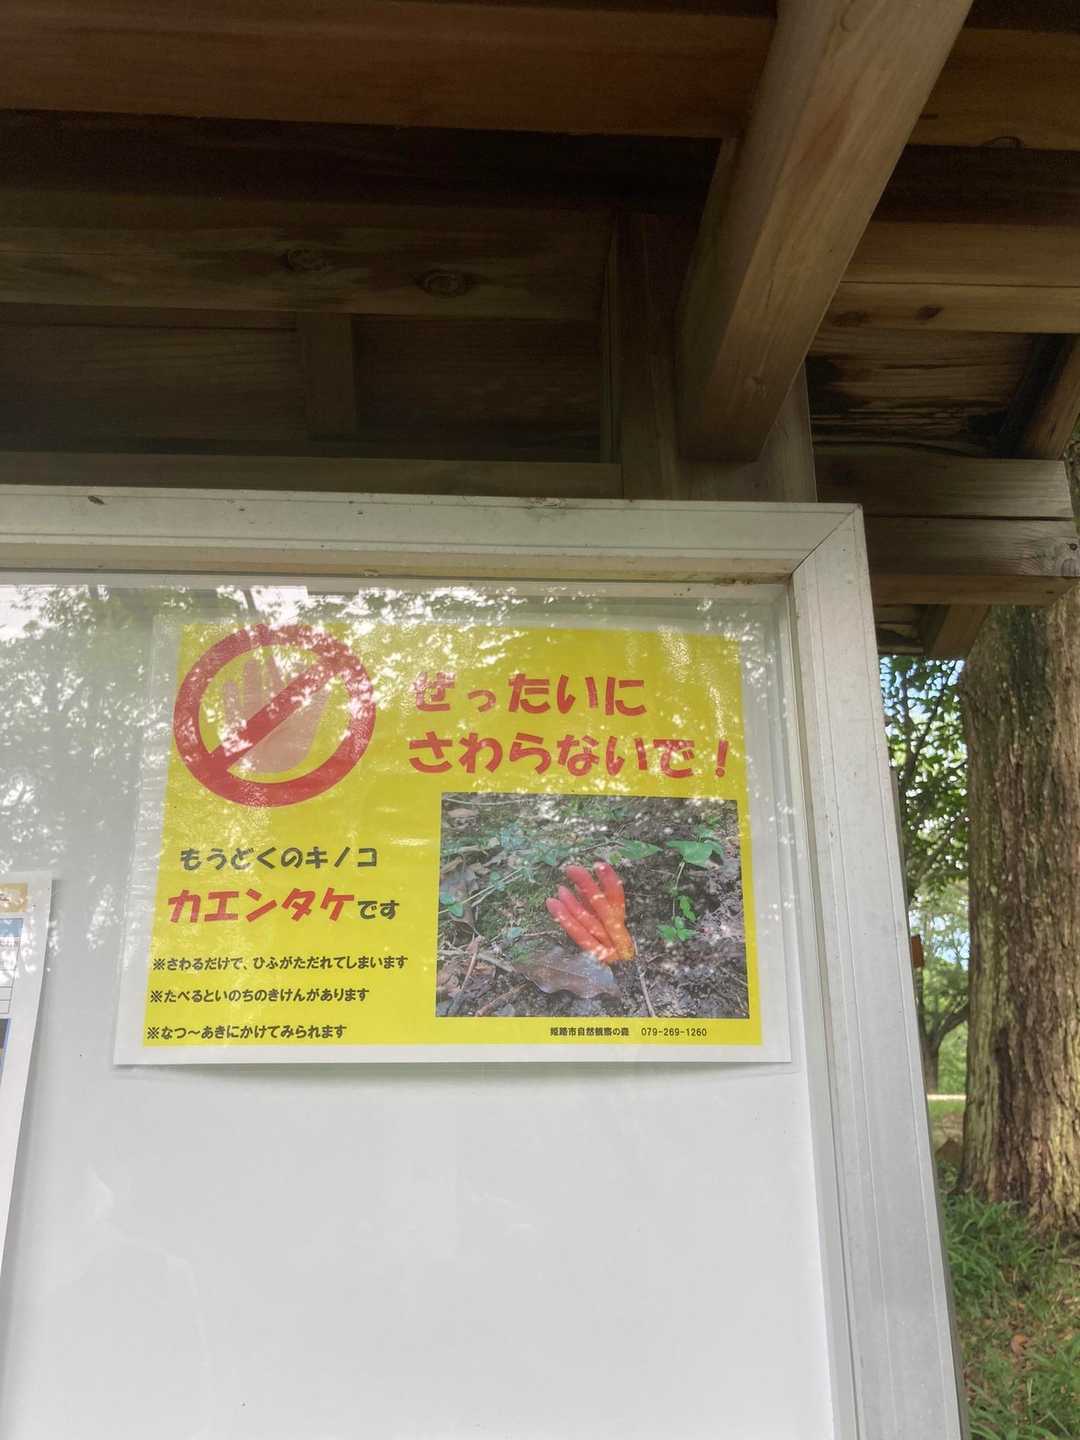 ぜったいに
さわらないで！
もうどくのキノコ
カエンタケです
※さわるだけで、ひふがただれてしまいます
※たべるといのちのきけんがあります
※なつ～あきにかけてみられます
姫路市自然観察の森　079-269-1260